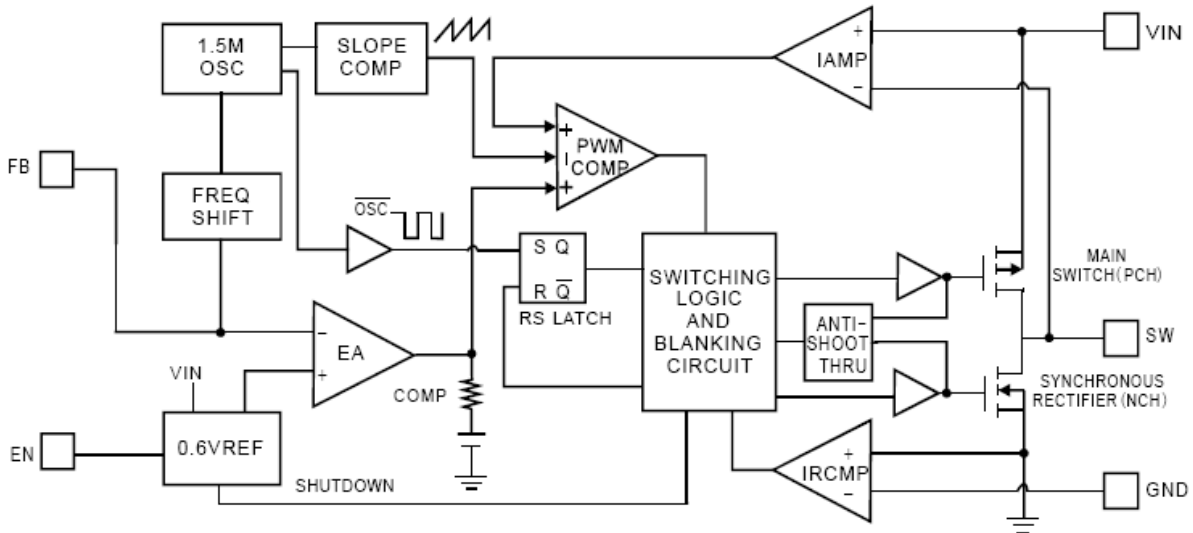 1.5M
OSC
SLOPE
COMP
IAMP
+
−
VIN
FB
FREQ
SHIFT
+
−
+
PWM
COMP
OSC
S Q
R Q
RS LATCH
SWITCHING
LOGIC
AND
BLANKING
CIRCUIT
ANTI-
SHOOT
THRU
MAIN
SWITCH(PCH)
SW
SYNCHRONOUS
RECTIFIER(NCH)
−
+
EA
VIN
COMP
EN
0.6VREF
SHUTDOWN
IRCMP
+
−
GND